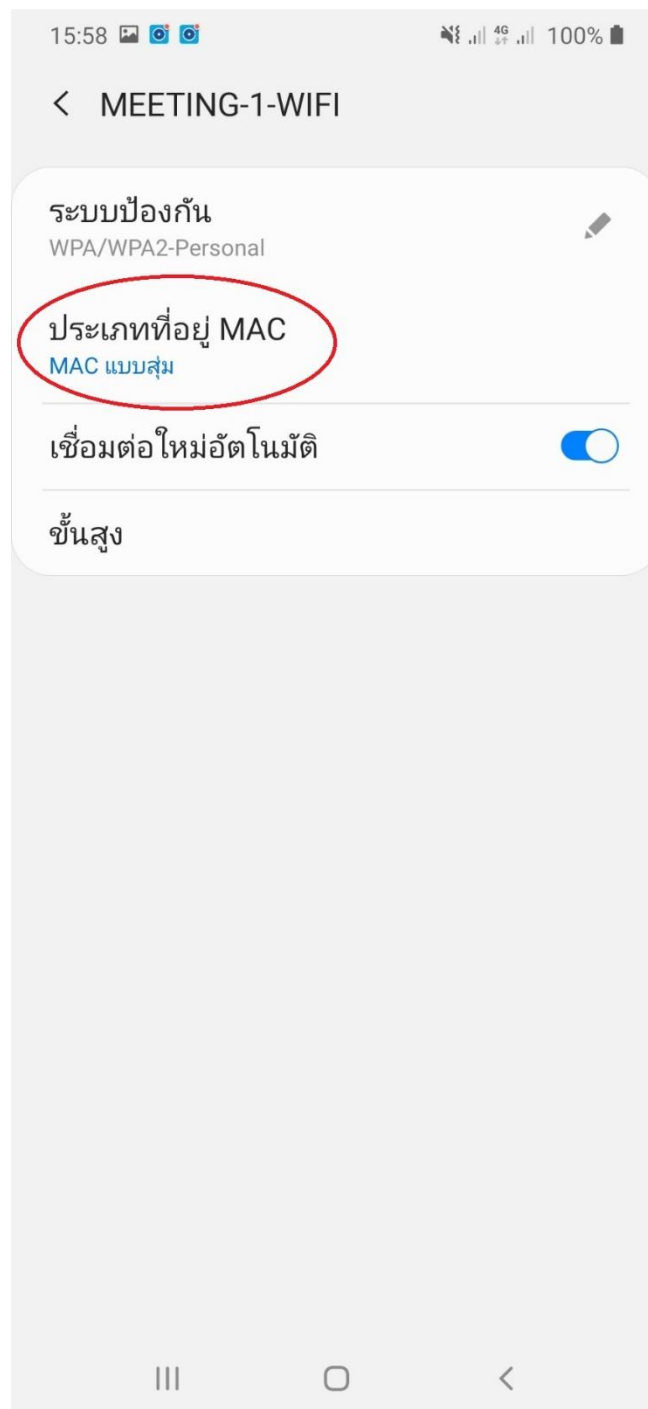 15:58 4G 100%
MEETING-1-WIFI
ระบบป้องกัน
WPA/WPA2-Personal
ประเภทที่อยู่ MAC
MAC แบบสุ่ม
เชื่อมต่อใหม่อัตโนมัติ
ขั้นสูง